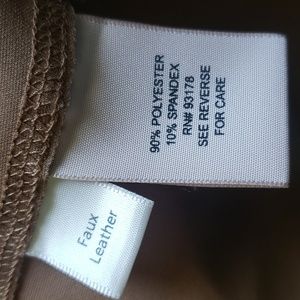 90% POLYESTER
10% SPANDEX
RN# 93178
SEE REVERSE
FOR CARE
Faux
Leather